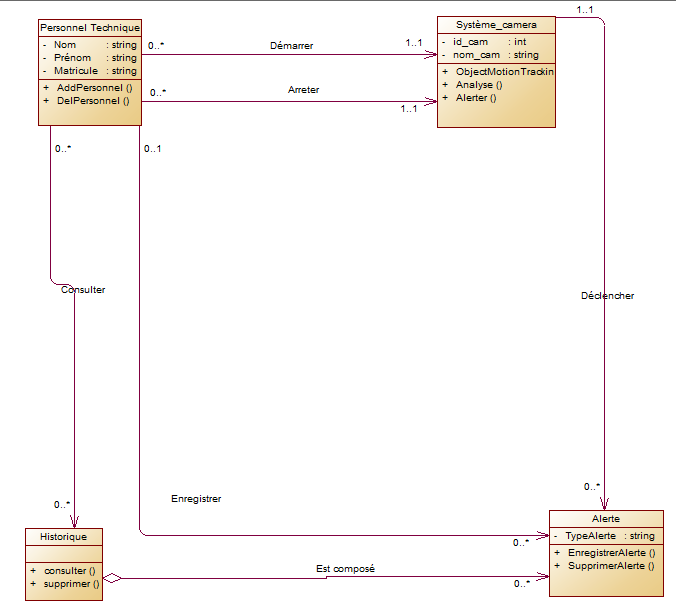 Personnel Technique
- Nom : string
- Prénom : string
- Matricule : string
+ AddPersonnel ()
+ DelPersonnel ()
0..*
Démarrer
1..1
0..*
Arreter
1..1
Système_camera
- id_cam : int
- nom_cam : string
+ ObjectMotionTrackin
+ Analyse ()
+ Alerter ()
1..1
0..*
0..1
Consulter
Déclencher
0..*
0..*
Enregistrer
0..*
Historique
+ consulter ()
+ supprimer ()
Est composé
0..*
Alerte
- TypeAlerte : string
+ EnregistrerAlerte ()
+ SupprimerAlerte ()